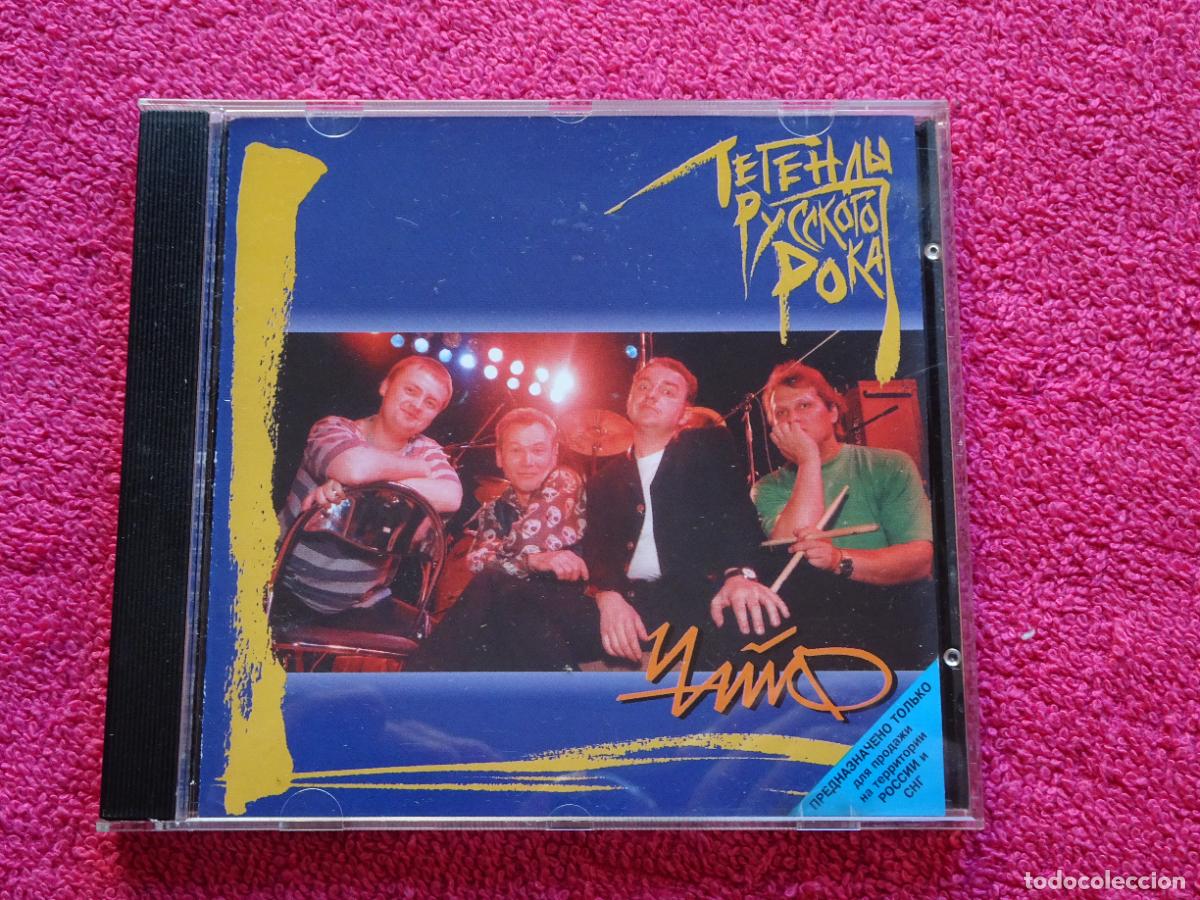 ЛЕГЕНДЫ
РУССКОГО
РОКА
ЧАЙФ
ПРЕДНАЗНАЧЕНО ТОЛЬКО
для продажи
на территории
РОССИИ и
СНГ
todocoleccion